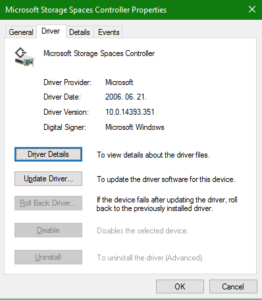 Microsoft Storage Spaces Controller Properties
General Driver Details Events
Microsoft Storage Spaces Controller
Driver Provider: Microsoft
Driver Date: 2006. 06. 21.
Driver Version: 10.0.14393.351
Digital Signer: Microsoft Windows
Driver Details To view details about the driver files.
Update Driver... To update the driver software for this device.
Roll Back Driver... If the device fails after updating the driver, roll
back to the previously installed driver.
Disable Disables the selected device.
Uninstall To uninstall the driver (Advanced).
OK Cancel